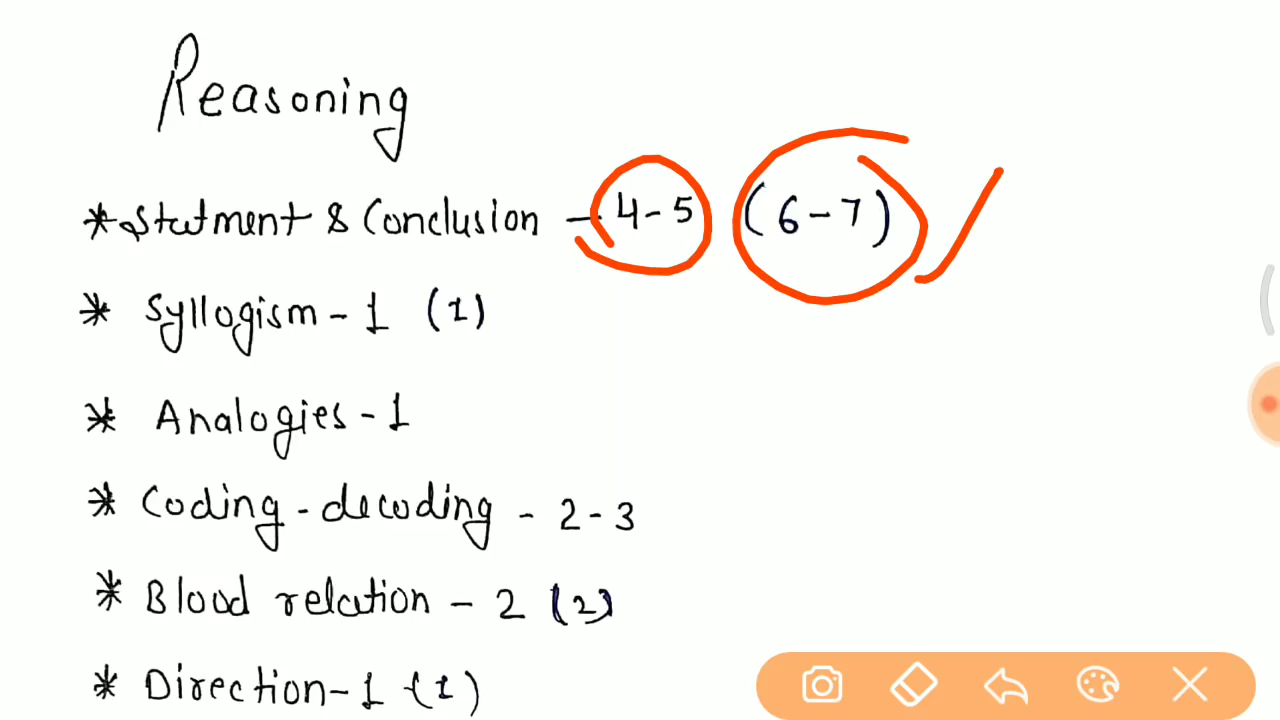 Reasoning
* Statment & Conclusion - 4-5 (6-7)
* Syllogism - 1 (1)
* Analogies - 1
* Coding - decoding - 2-3
* Blood relation - 2 (2)
* Direction - 1 (1)